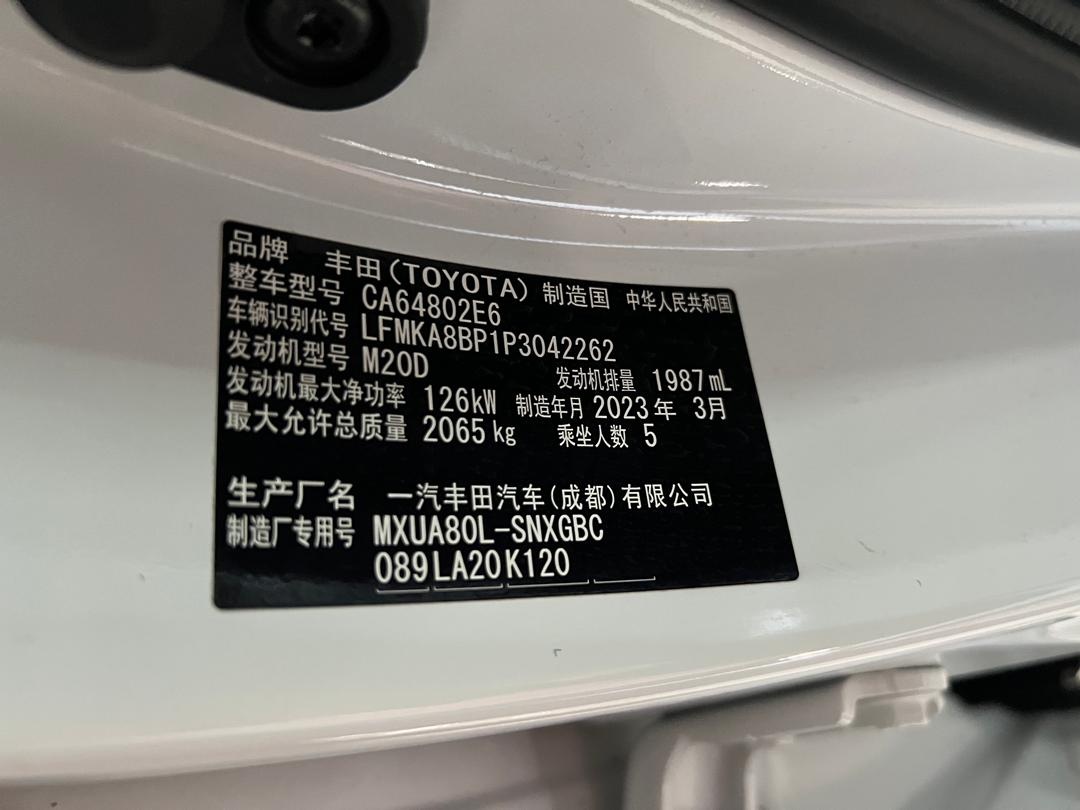 品牌 丰田(TOYOTA) 制造国 中华人民共和国
整车型号 CA64802E6
车辆识别代号 LFMKA8BP1P3042262
发动机型号 M20D 发动机排量 1987mL
发动机最大净功率 126kW 制造年月 2023年 3月
最大允许总质量 2065kg 乘坐人数 5
生产厂名 一汽丰田汽车(成都)有限公司
制造厂专用号 MXUA80L-SNXGBC
089 LA20 K120